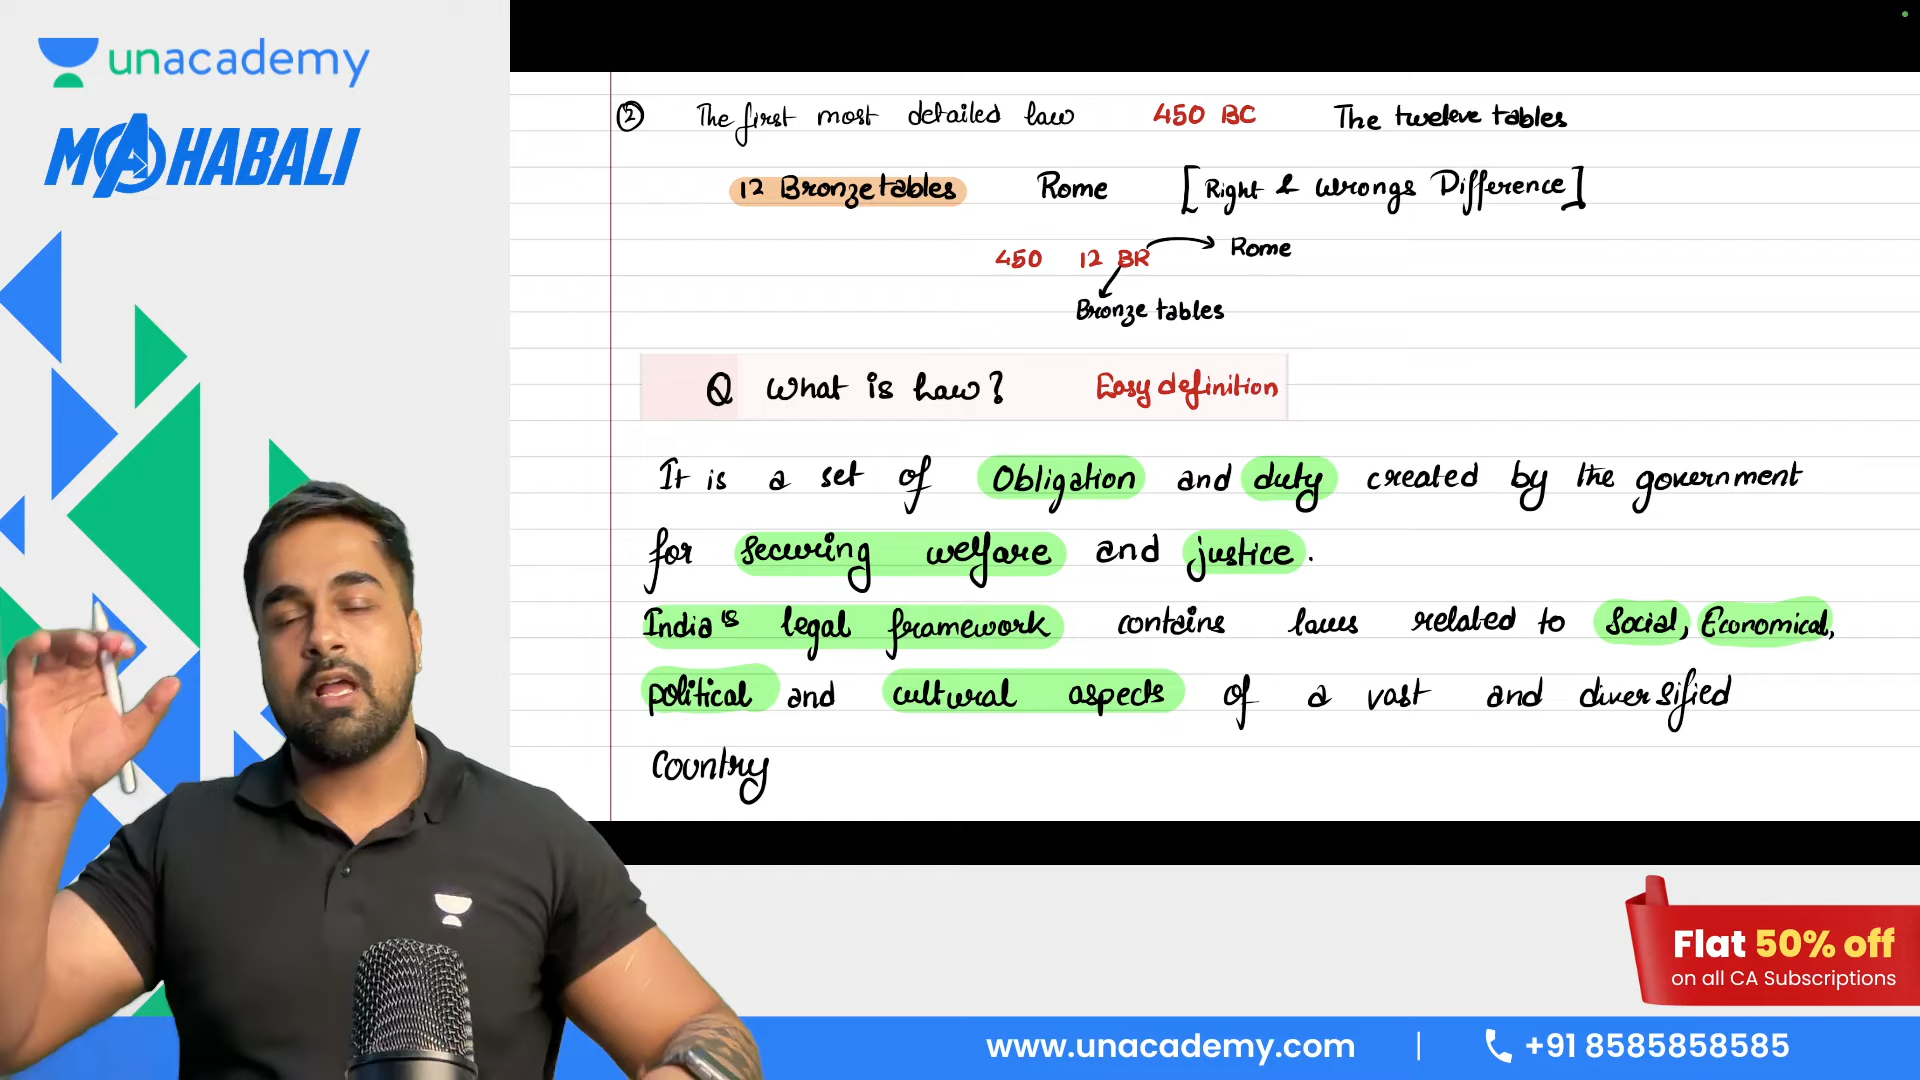 unacademy
MAHABALI
② The first most detailed law 450 BC The twelve tables
12 Bronze tables Rome [Right & Wrongs Difference]
450 12 BR Rome
Bronze tables
Q What is Law? Easy definition
It is a set of Obligation and duty created by the government
for securing welfare and justice.
India's legal framework contains laws related to Social, Economical,
political and cultural aspects of a vast and diversified
Country
Flat 50% off
on all CA Subscriptions
www.unacademy.com | +91 8585858585